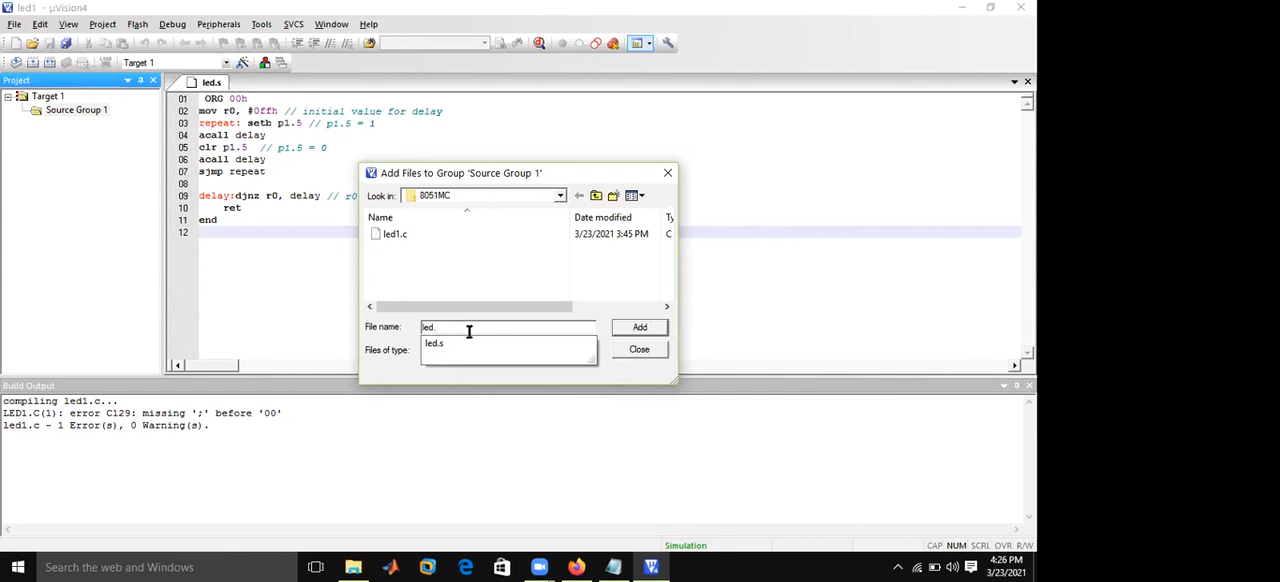 led1 - µVision4
File Edit View Project Flash Debug Peripherals Tools SVCS Window Help
LOAD Target 1
Project
Target 1
Source Group 1
led.s
01 ORG 00h
02 mov r0, #0ffh // initial value for delay
03 repeat: setb p1.5 // p1.5 = 1
04 acall delay
05 clr p1.5 // p1.5 = 0
06 acall delay
07 sjmp repeat
08
09 delay:djnz r0, delay // r0
10 ret
11 end
12
Add Files to Group 'Source Group 1'
Look in: 8051MC
Name Date modified Ty
led1.c 3/23/2021 3:45 PM C
File name: led.
Add
led.s
Files of type:
Close
Build Output
compiling led1.c...
LED1.C(1): error C129: missing ';' before '00'
led1.c - 1 Error(s), 0 Warning(s).
Simulation CAP NUM SCRL OVR R/W
Search the web and Windows
4:26 PM
3/23/2021